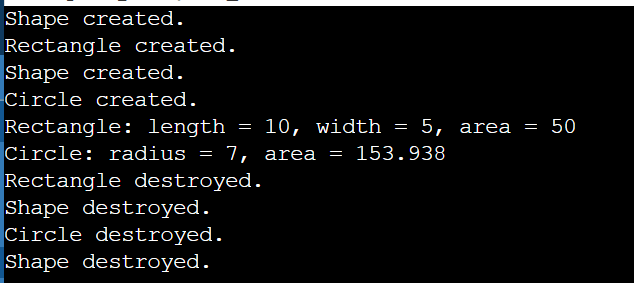 Shape created.
Rectangle created.
Shape created.
Circle created.
Rectangle: length = 10, width = 5, area = 50
Circle: radius = 7, area = 153.938
Rectangle destroyed.
Shape destroyed.
Circle destroyed.
Shape destroyed.